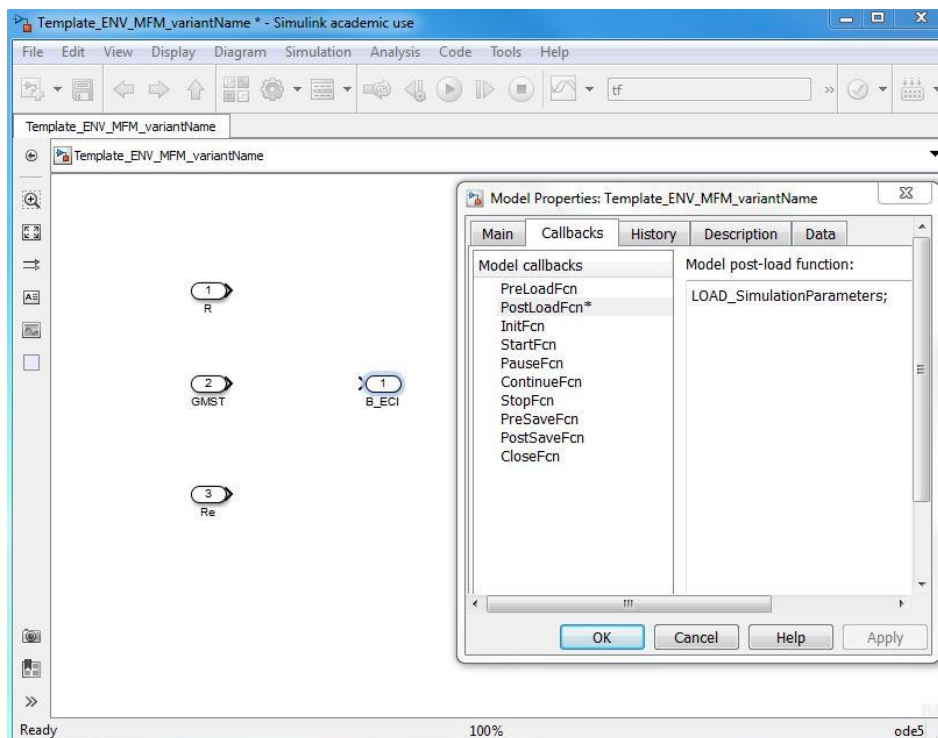 Template_ENV_MFM_variantName * - Simulink academic use
File Edit View Display Diagram Simulation Analysis Code Tools Help
tf
Template_ENV_MFM_variantName
Template_ENV_MFM_variantName
Model Properties: Template_ENV_MFM_variantName
Main Callbacks History Description Data
Model callbacks
PreLoadFcn
PostLoadFcn*
InitFcn
StartFcn
PauseFcn
ContinueFcn
StopFcn
PreSaveFcn
PostSaveFcn
CloseFcn
Model post-load function:
LOAD_SimulationParameters;
OK Cancel Help Apply
1
R
2
GMST
1
B_ECI
3
Re
Ready 100% ode5